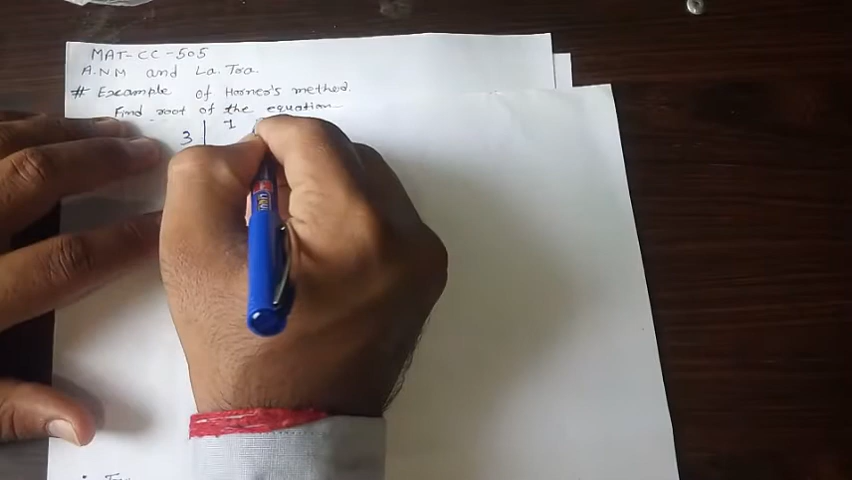 MAT-CC-505
A.N.M and La. Tra.
# Example of Horner's method.
Find root of the equation
3 | 1